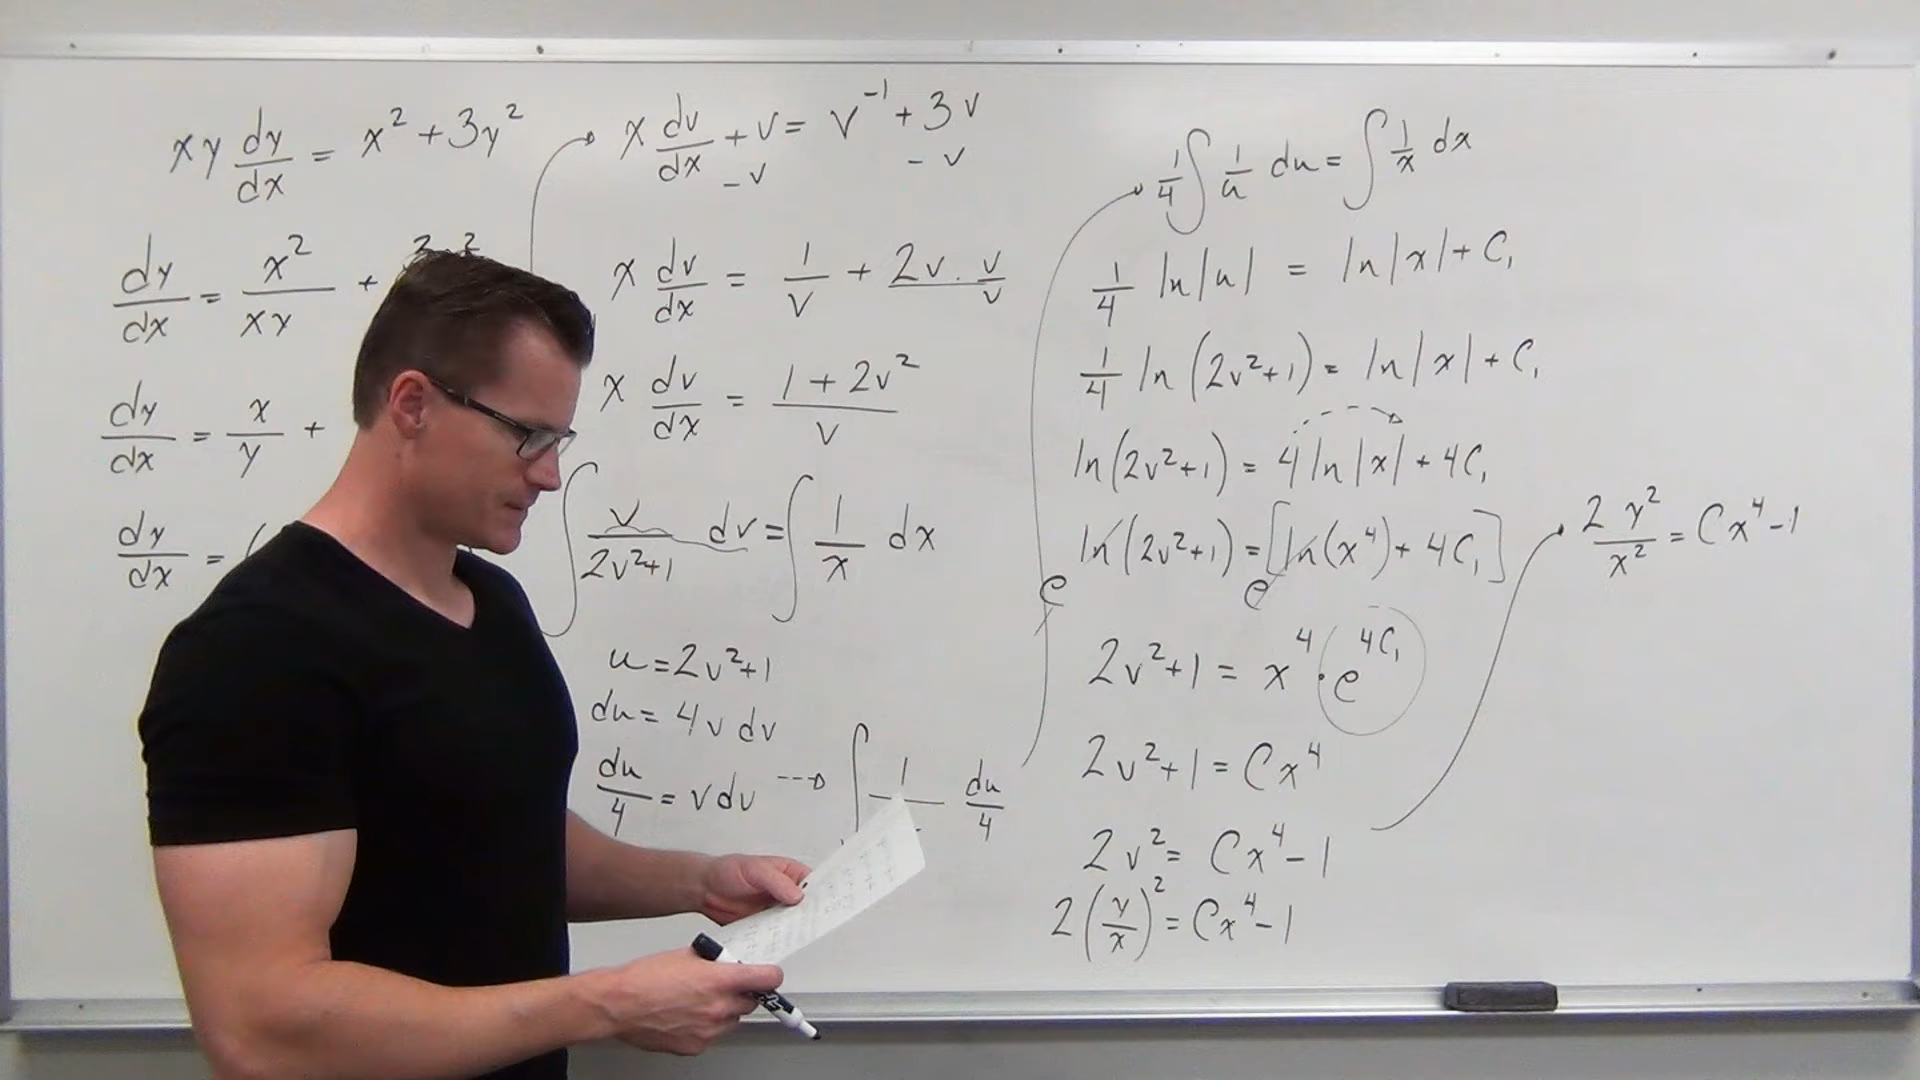 xy dy/dx = x² + 3y²
dy/dx = x²/xy +
dy/dx = x/y +
dy/dx = (
x dv/dx + v = v⁻¹ + 3v
- v - v
x dv/dx = 1/v + 2v · v/v
x dv/dx = (1 + 2v²)/v
∫ v/(2v²+1) dv = ∫ 1/x dx
u = 2v²+1
du = 4v dv
du/4 = v dv ---> ∫ 1/ du/4
1/4 ∫ 1/u du = ∫ 1/x dx
1/4 ln|u| = ln|x| + C₁
1/4 ln(2v²+1) = ln|x| + C₁
ln(2v²+1) = 4 ln|x| + 4C₁
e ln(2v²+1) = e [ln(x⁴) + 4C₁]
2v²+1 = x⁴ · e^4C₁
2v²+1 = Cx⁴
2v² = Cx⁴ - 1
2(y/x)² = Cx⁴ - 1
2y²/x² = Cx⁴ - 1